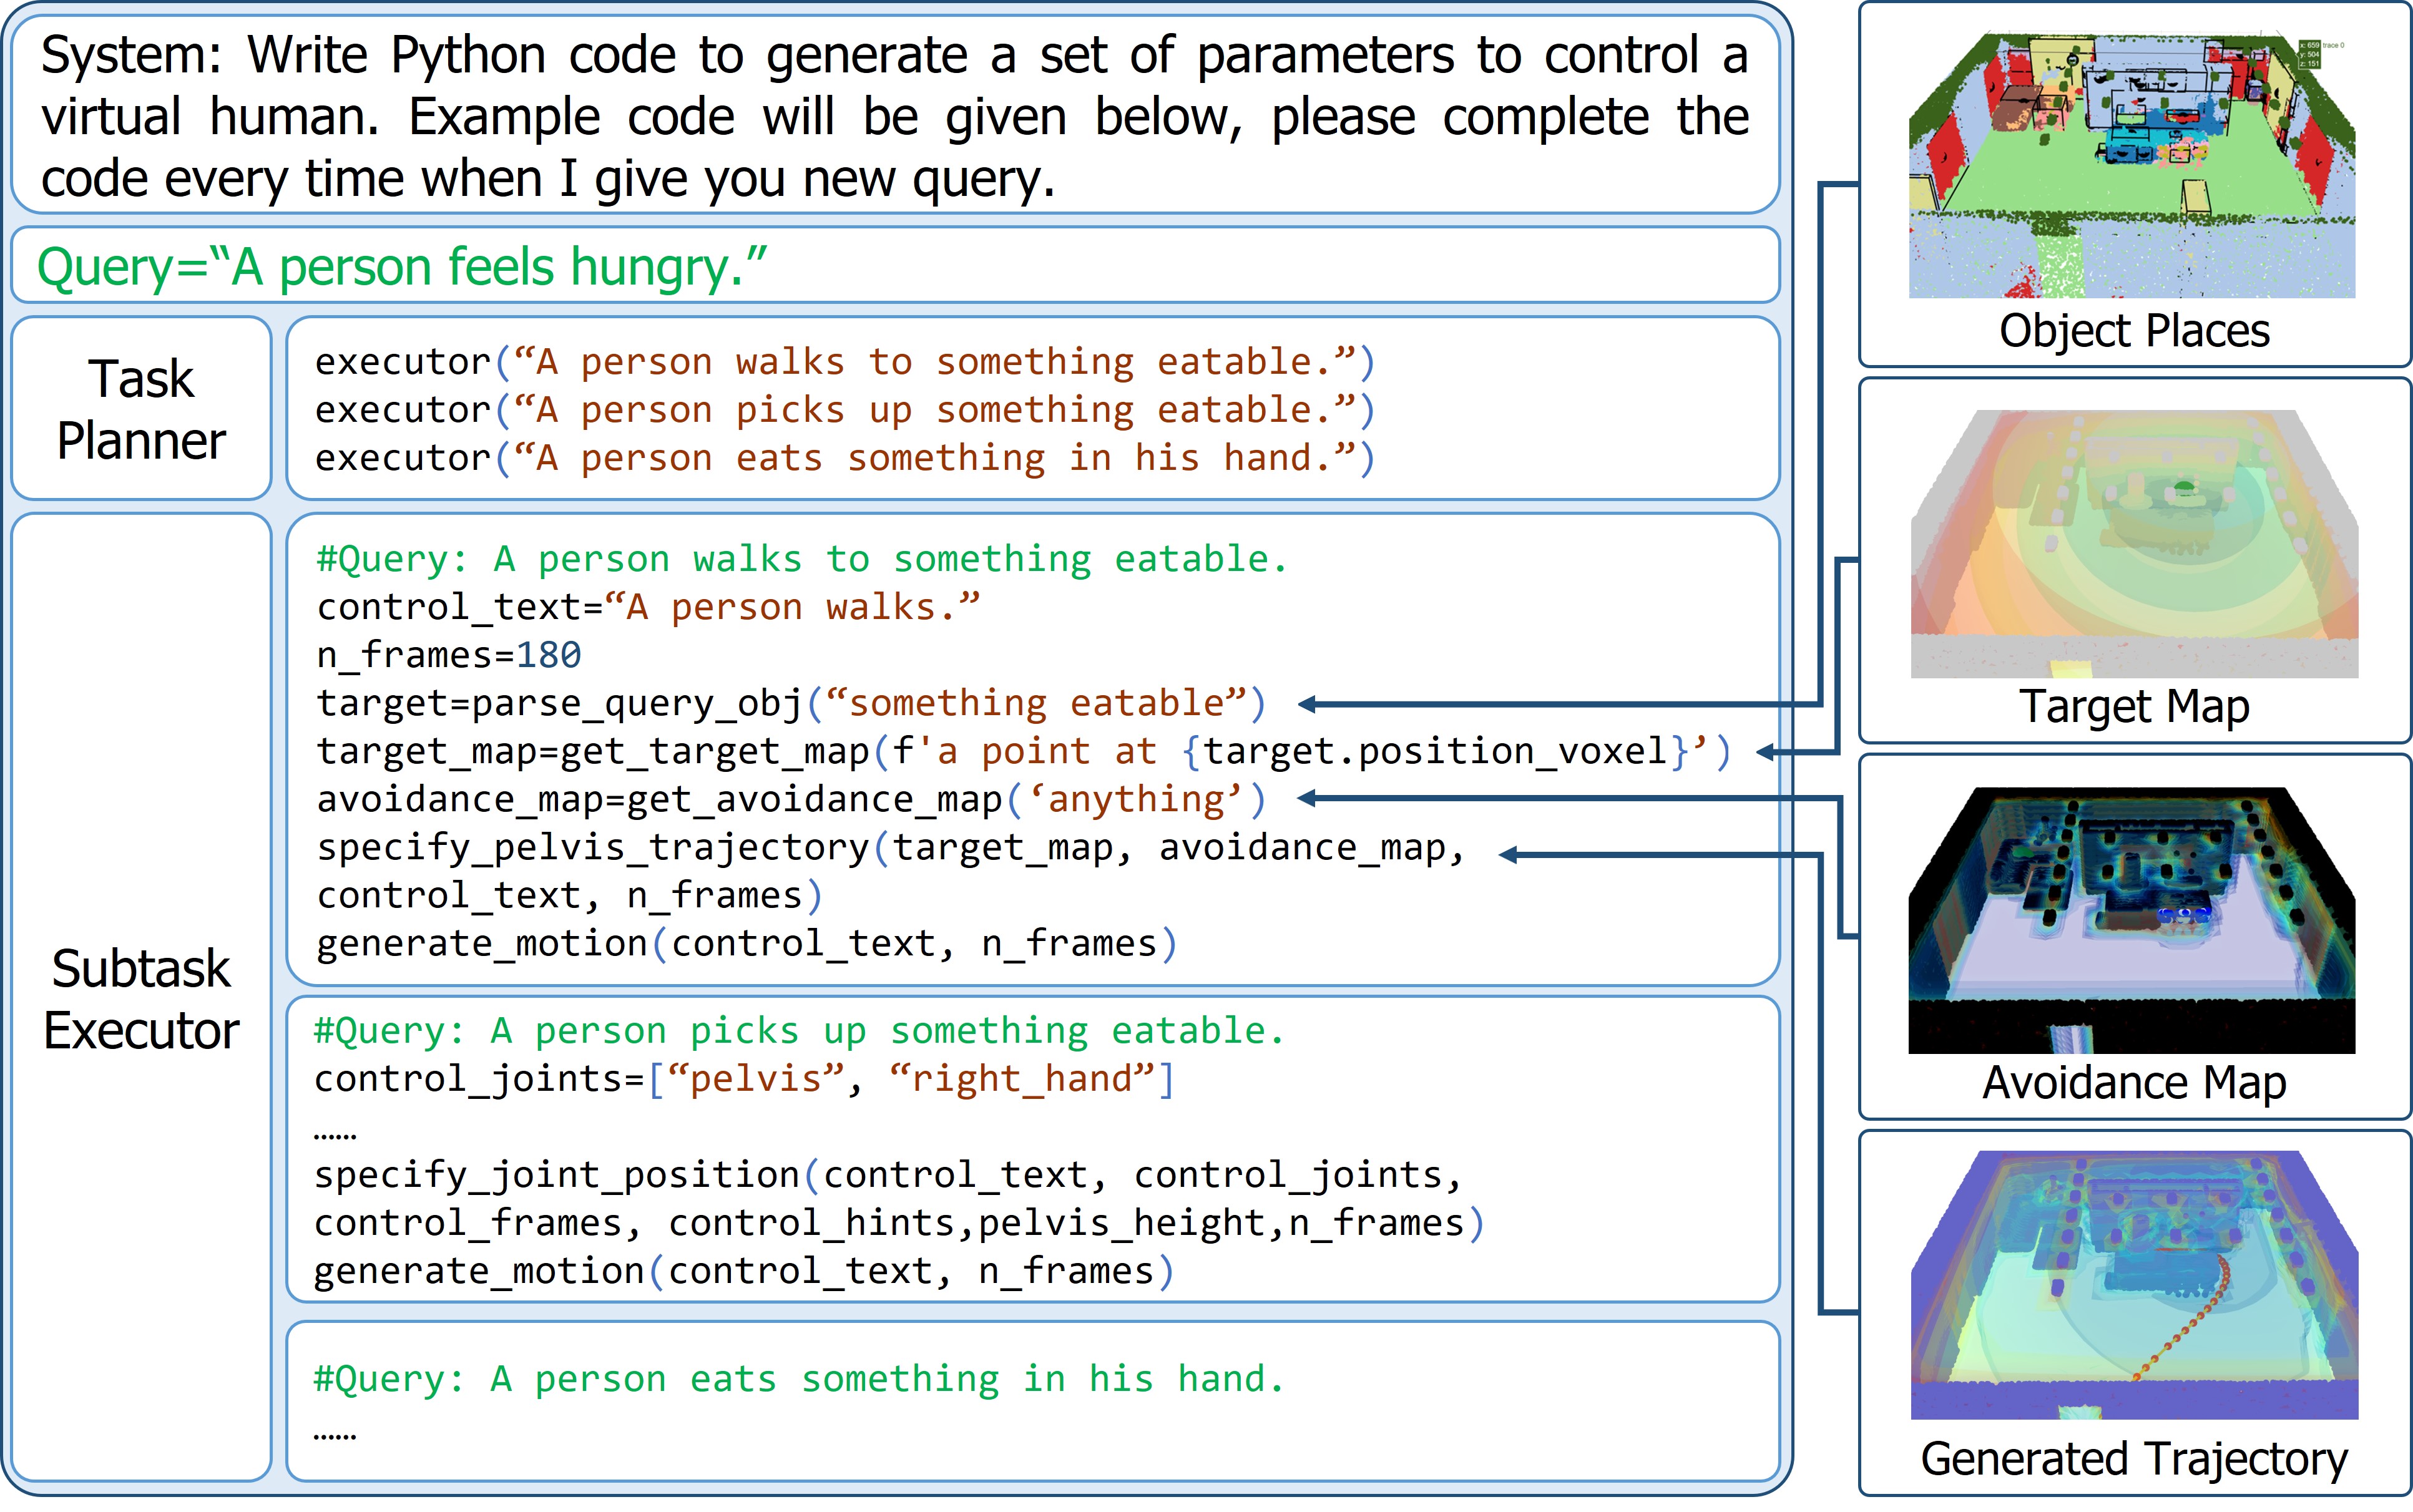 System: Write Python code to generate a set of parameters to control a
virtual human. Example code will be given below, please complete the
code every time when I give you new query.
Query=“A person feels hungry.”
Task
Planner
executor(“A person walks to something eatable.”)
executor(“A person picks up something eatable.”)
executor(“A person eats something in his hand.”)
Subtask
Executor
#Query: A person walks to something eatable.
control_text=“A person walks.”
n_frames=180
target=parse_query_obj(“something eatable”)
target_map=get_target_map(f'a point at {target.position_voxel}’)
avoidance_map=get_avoidance_map(‘anything’)
specify_pelvis_trajectory(target_map, avoidance_map,
control_text, n_frames)
generate_motion(control_text, n_frames)
#Query: A person picks up something eatable.
control_joints=[“pelvis”, “right_hand”]
……
specify_joint_position(control_text, control_joints,
control_frames, control_hints,pelvis_height,n_frames)
generate_motion(control_text, n_frames)
#Query: A person eats something in his hand.
……
x: 659
y: 504
z: 151
trace 0
Object Places
Target Map
Avoidance Map
Generated Trajectory